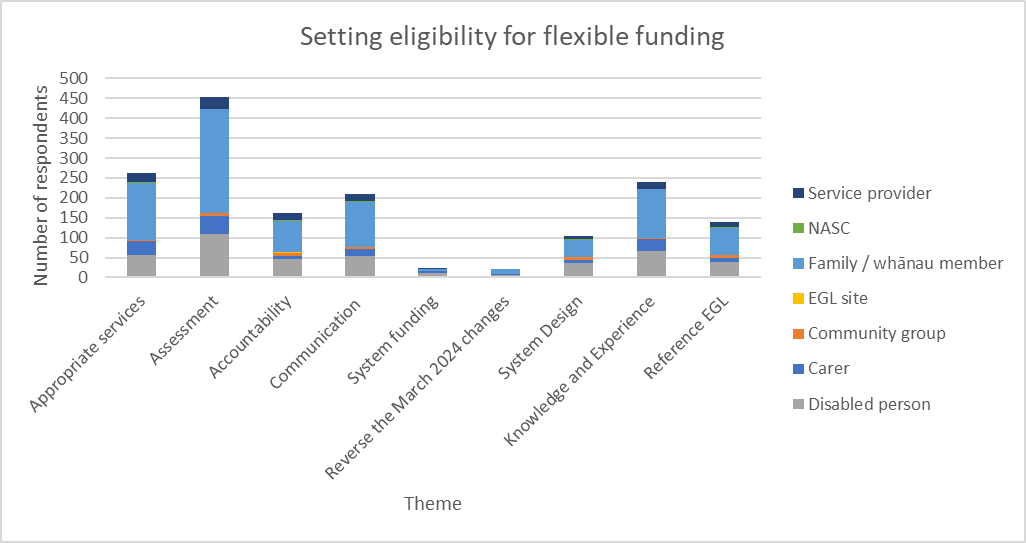 Setting eligibility for flexible funding
Number of respondents
500
450
400
350
300
250
200
150
100
50
0
Appropriate services
Assessment
Accountability
Communication
System funding
Reverse the March 2024 changes
System Design
Knowledge and Experience
Reference EGL
Theme
Service provider
NASC
Family / whānau member
EGL site
Community group
Carer
Disabled person